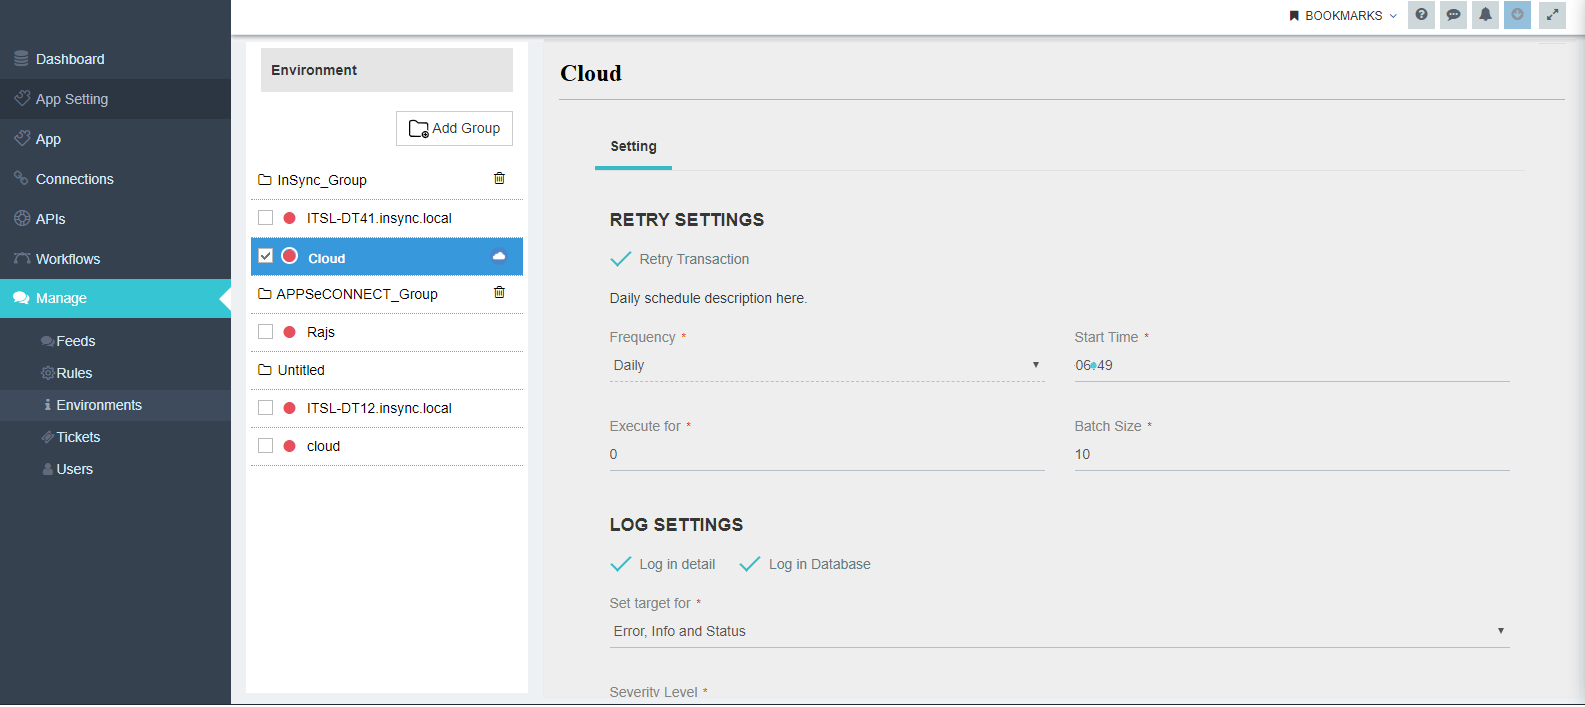 BOOKMARKS
Dashboard
App Setting
App
Connections
APIs
Workflows
Manage
Feeds
Rules
Environments
Tickets
Users
Environment
Add Group
InSync_Group
ITSL-DT41.insync.local
Cloud
APPSeCONNECT_Group
Rajs
Untitled
ITSL-DT12.insync.local
cloud
Cloud
Setting
RETRY SETTINGS
Retry Transaction
Daily schedule description here.
Frequency * Start Time *
Daily 06:49
Execute for * Batch Size *
0 10
LOG SETTINGS
Log in detail Log in Database
Set target for *
Error, Info and Status
Severity Level *